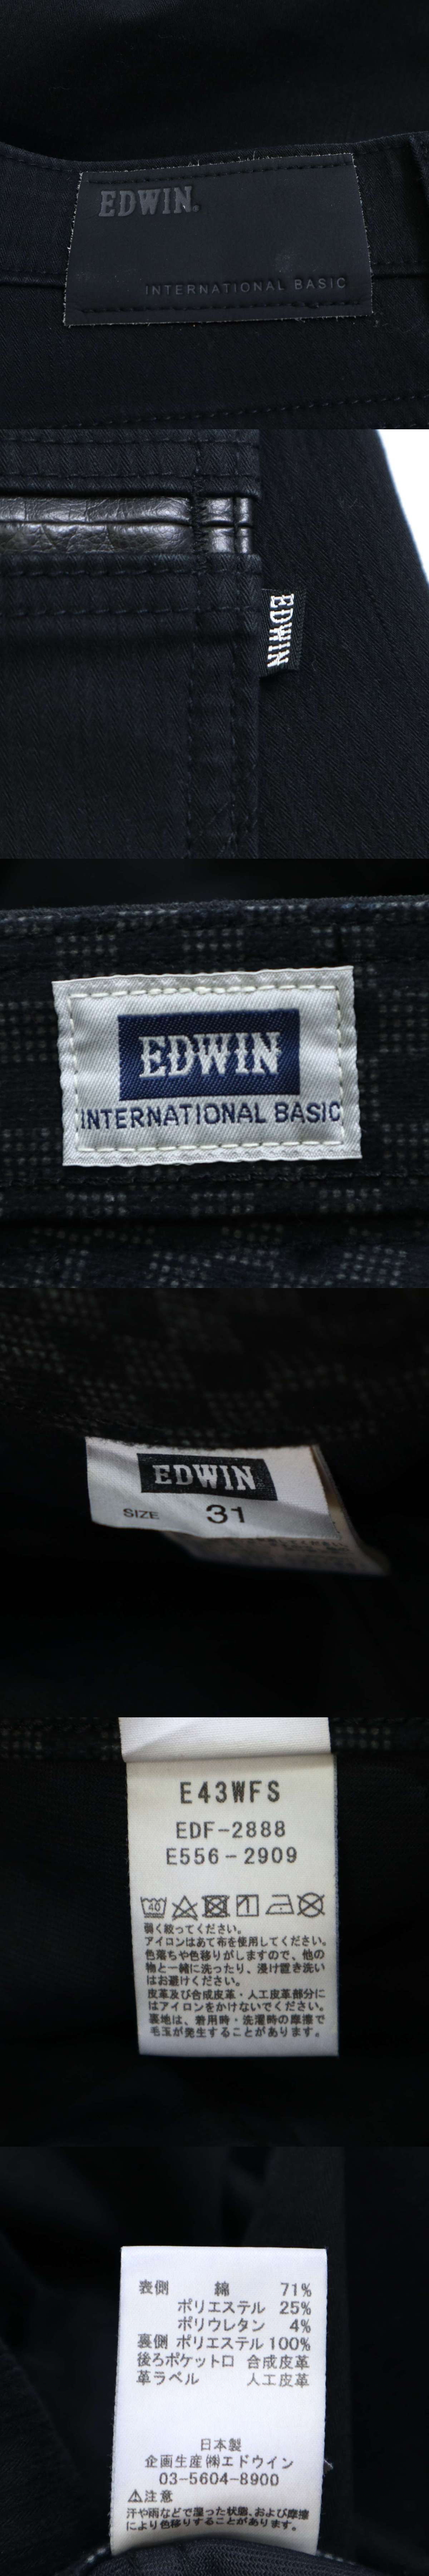 EDWIN.
INTERNATIONAL BASIC
EDWIN
EDWIN
INTERNATIONAL BASIC
EDWIN
SIZE 31
E43WFS
EDF-2888
E556-2909
40
弱く絞ってください。
アイロンはあて布を使用してください。
色落ちや色移りがしますので、他の
物と一緒に洗ったり、浸け置き洗い
はお避けください。
皮革及び合成皮革・人工皮革部分に
はアイロンをかけないでください。
裏地は、着用時・洗濯時の摩擦で
毛玉が発生することがあります。
表側 綿 71%
ポリエステル 25%
ポリウレタン 4%
裏側 ポリエステル 100%
後ろポケット口 合成皮革
革ラベル 人工皮革
日本製
企画生産㈱エドウイン
03-5604-8900
⚠注意
汗や雨などで湿った状態、および摩擦
により色移りすることがあります。